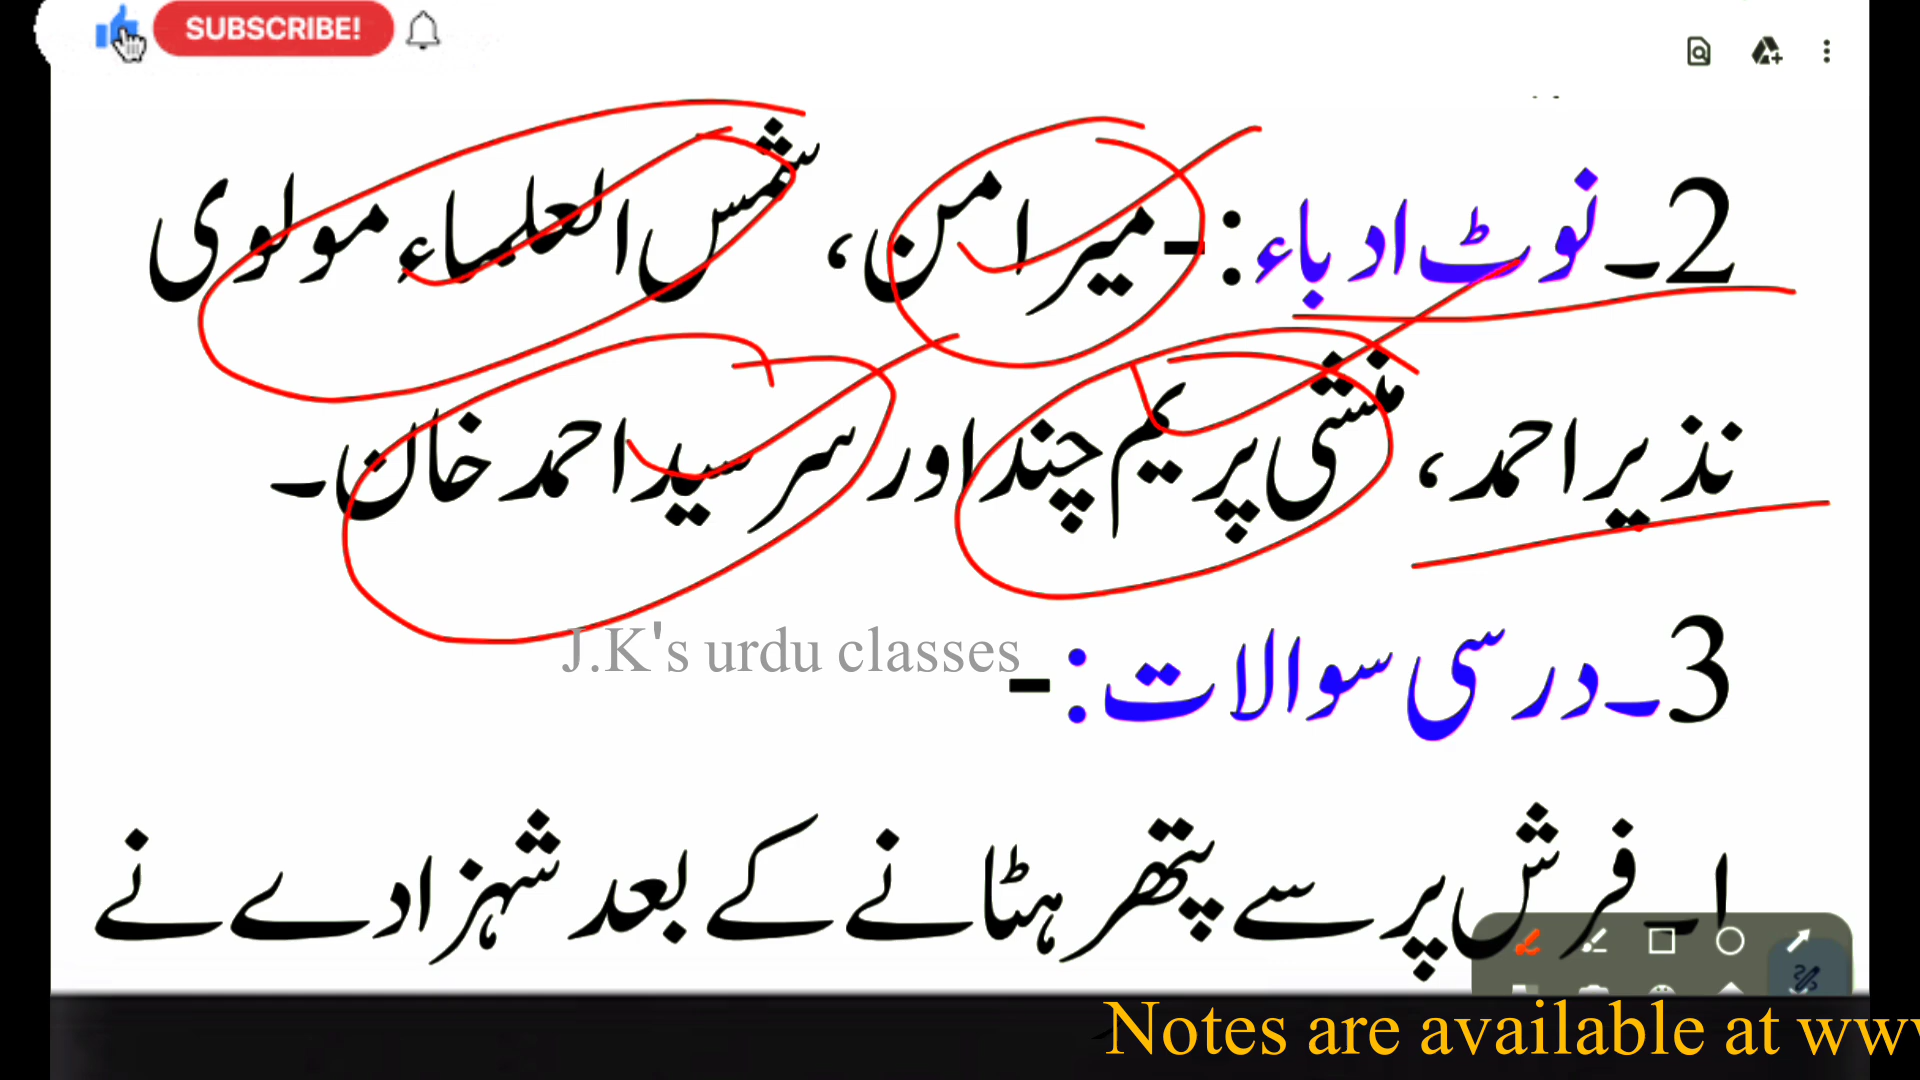 SUBSCRIBE!
2۔ نوٹ ادباء :- میر امن، شمس العلماء مولوی
نذیر احمد، منشی پریم چند اور سر سید احمد خان۔
J.K's urdu classes
3۔ درسی سوالات :-
ا۔ فرش پر سے پتھر ہٹانے کے بعد شہزادے نے
Notes are available at www